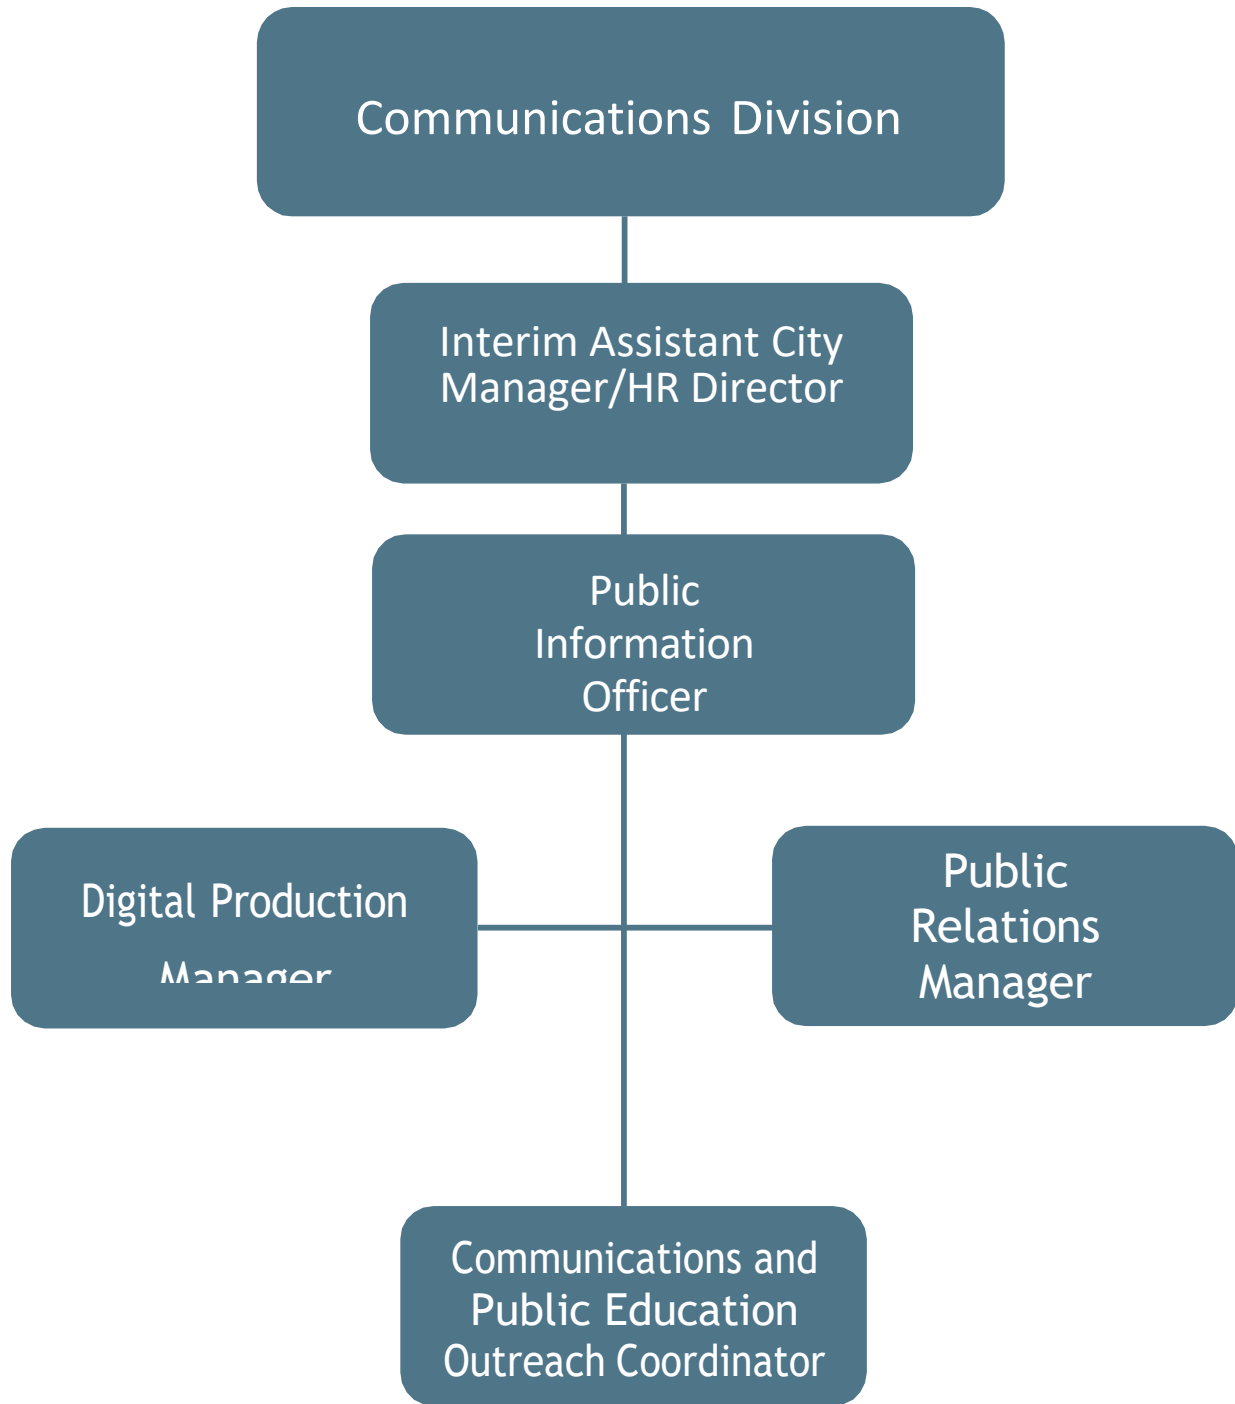 Communications Division
Interim Assistant City
Manager/HR Director
Public
Information
Officer
Digital Production
Manager
Public
Relations
Manager
Communications and
Public Education
Outreach Coordinator